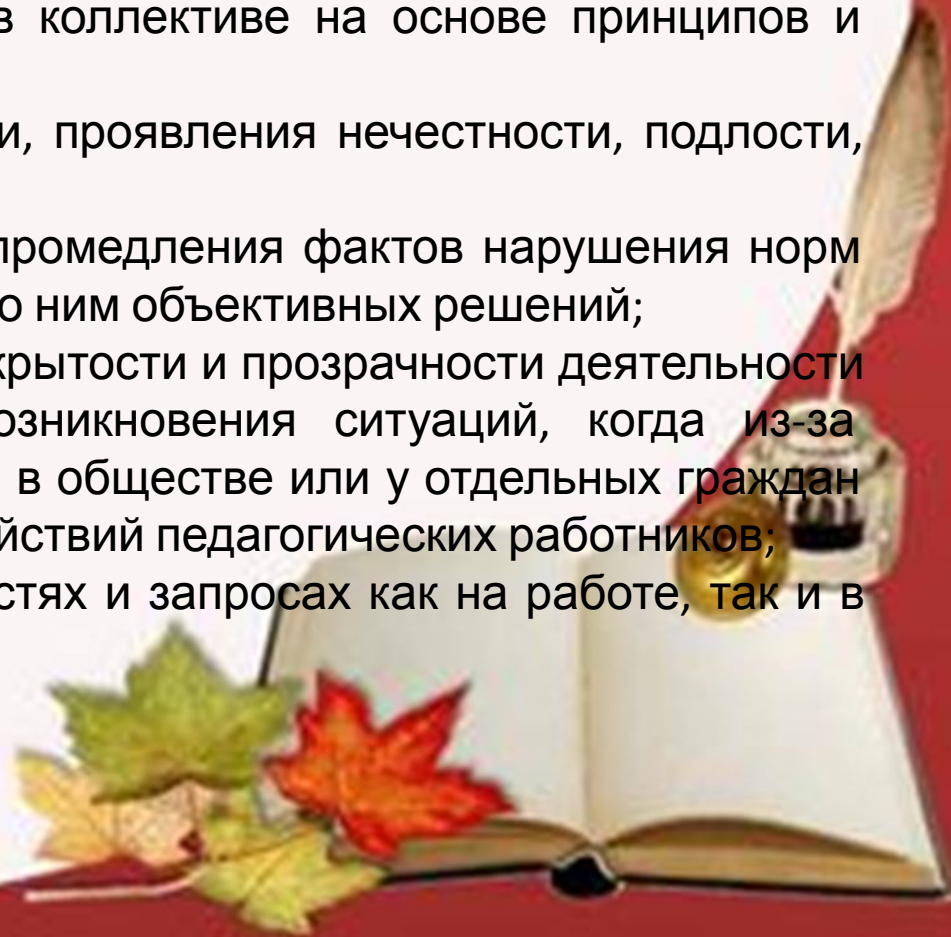 в коллективе на основе принципов и
и, проявления нечестности, подлости,
промедления фактов нарушения норм
о ним объективных решений;
крытости и прозрачности деятельности
озникновения ситуаций, когда из-за
в обществе или у отдельных граждан
йствий педагогических работников;
стях и запросах как на работе, так и в